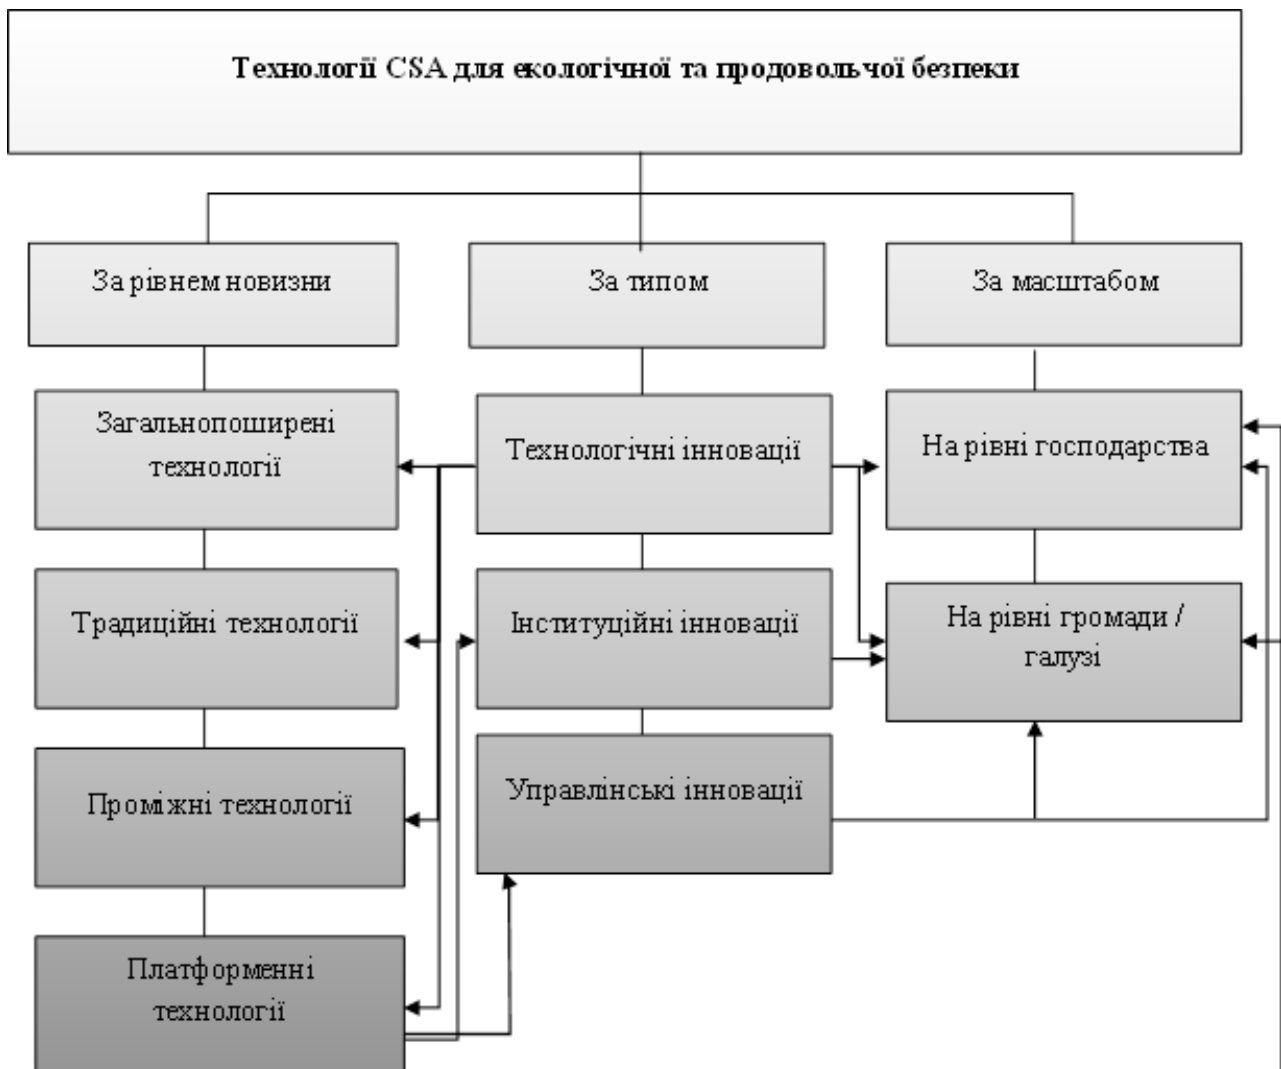 Технології CSA для екологічної та продовольчої безпеки
За рівнем новизни
За типом
За масштабом
Загальнопоширені
технології
Технологічні інновації
На рівні господарства
Традиційні технології
Інституційні інновації
На рівні громади /
галузі
Проміжні технології
Управлінські інновації
Платформенні
технології